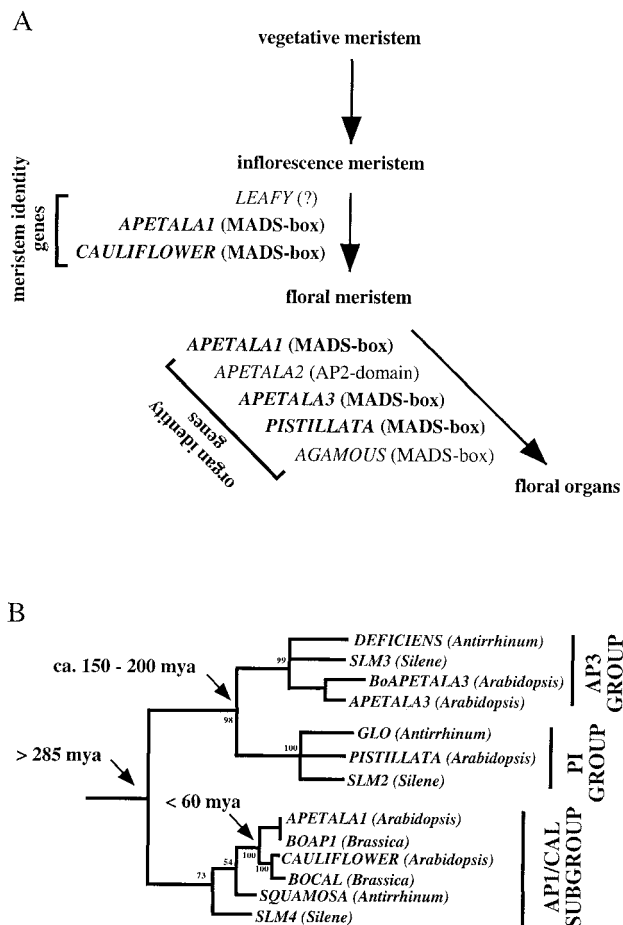 A
vegetative meristem
inflorescence meristem
meristem identity
genes
LEAFY (?)
APETALA1 (MADS-box)
CAULIFLOWER (MADS-box)
floral meristem
APETALA1 (MADS-box)
APETALA2 (AP2-domain)
APETALA3 (MADS-box)
PISTILLATA (MADS-box)
AGAMOUS (MADS-box)
organ identity
genes
floral organs
B
ca. 150 - 200 mya
> 285 mya
< 60 mya
99
98
100
100
100
54
73
DEFICIENS (Antirrhinum)
SLM3 (Silene)
BoAPETALA3 (Arabidopsis)
APETALA3 (Arabidopsis)
AP3
GROUP
GLO (Antirrhinum)
PISTILLATA (Arabidopsis)
SLM2 (Silene)
PI
GROUP
APETALA1 (Arabidopsis)
BOAP1 (Brassica)
CAULIFLOWER (Arabidopsis)
BOCAL (Brassica)
SQUAMOSA (Antirrhinum)
SLM4 (Silene)
AP1/CAL
SUBGROUP